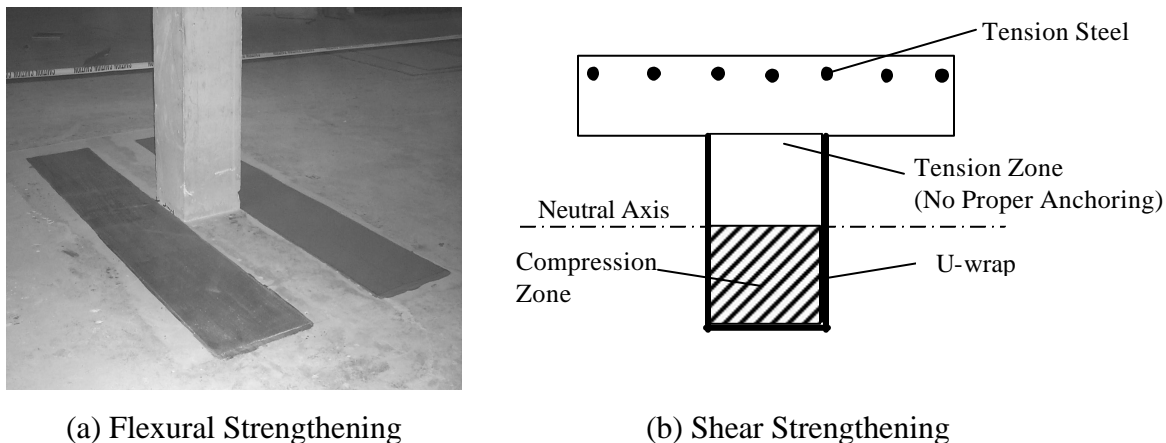 Tension Steel
Tension Zone
(No Proper Anchoring)
Neutral Axis
Compression
Zone
U-wrap
(a) Flexural Strengthening
(b) Shear Strengthening